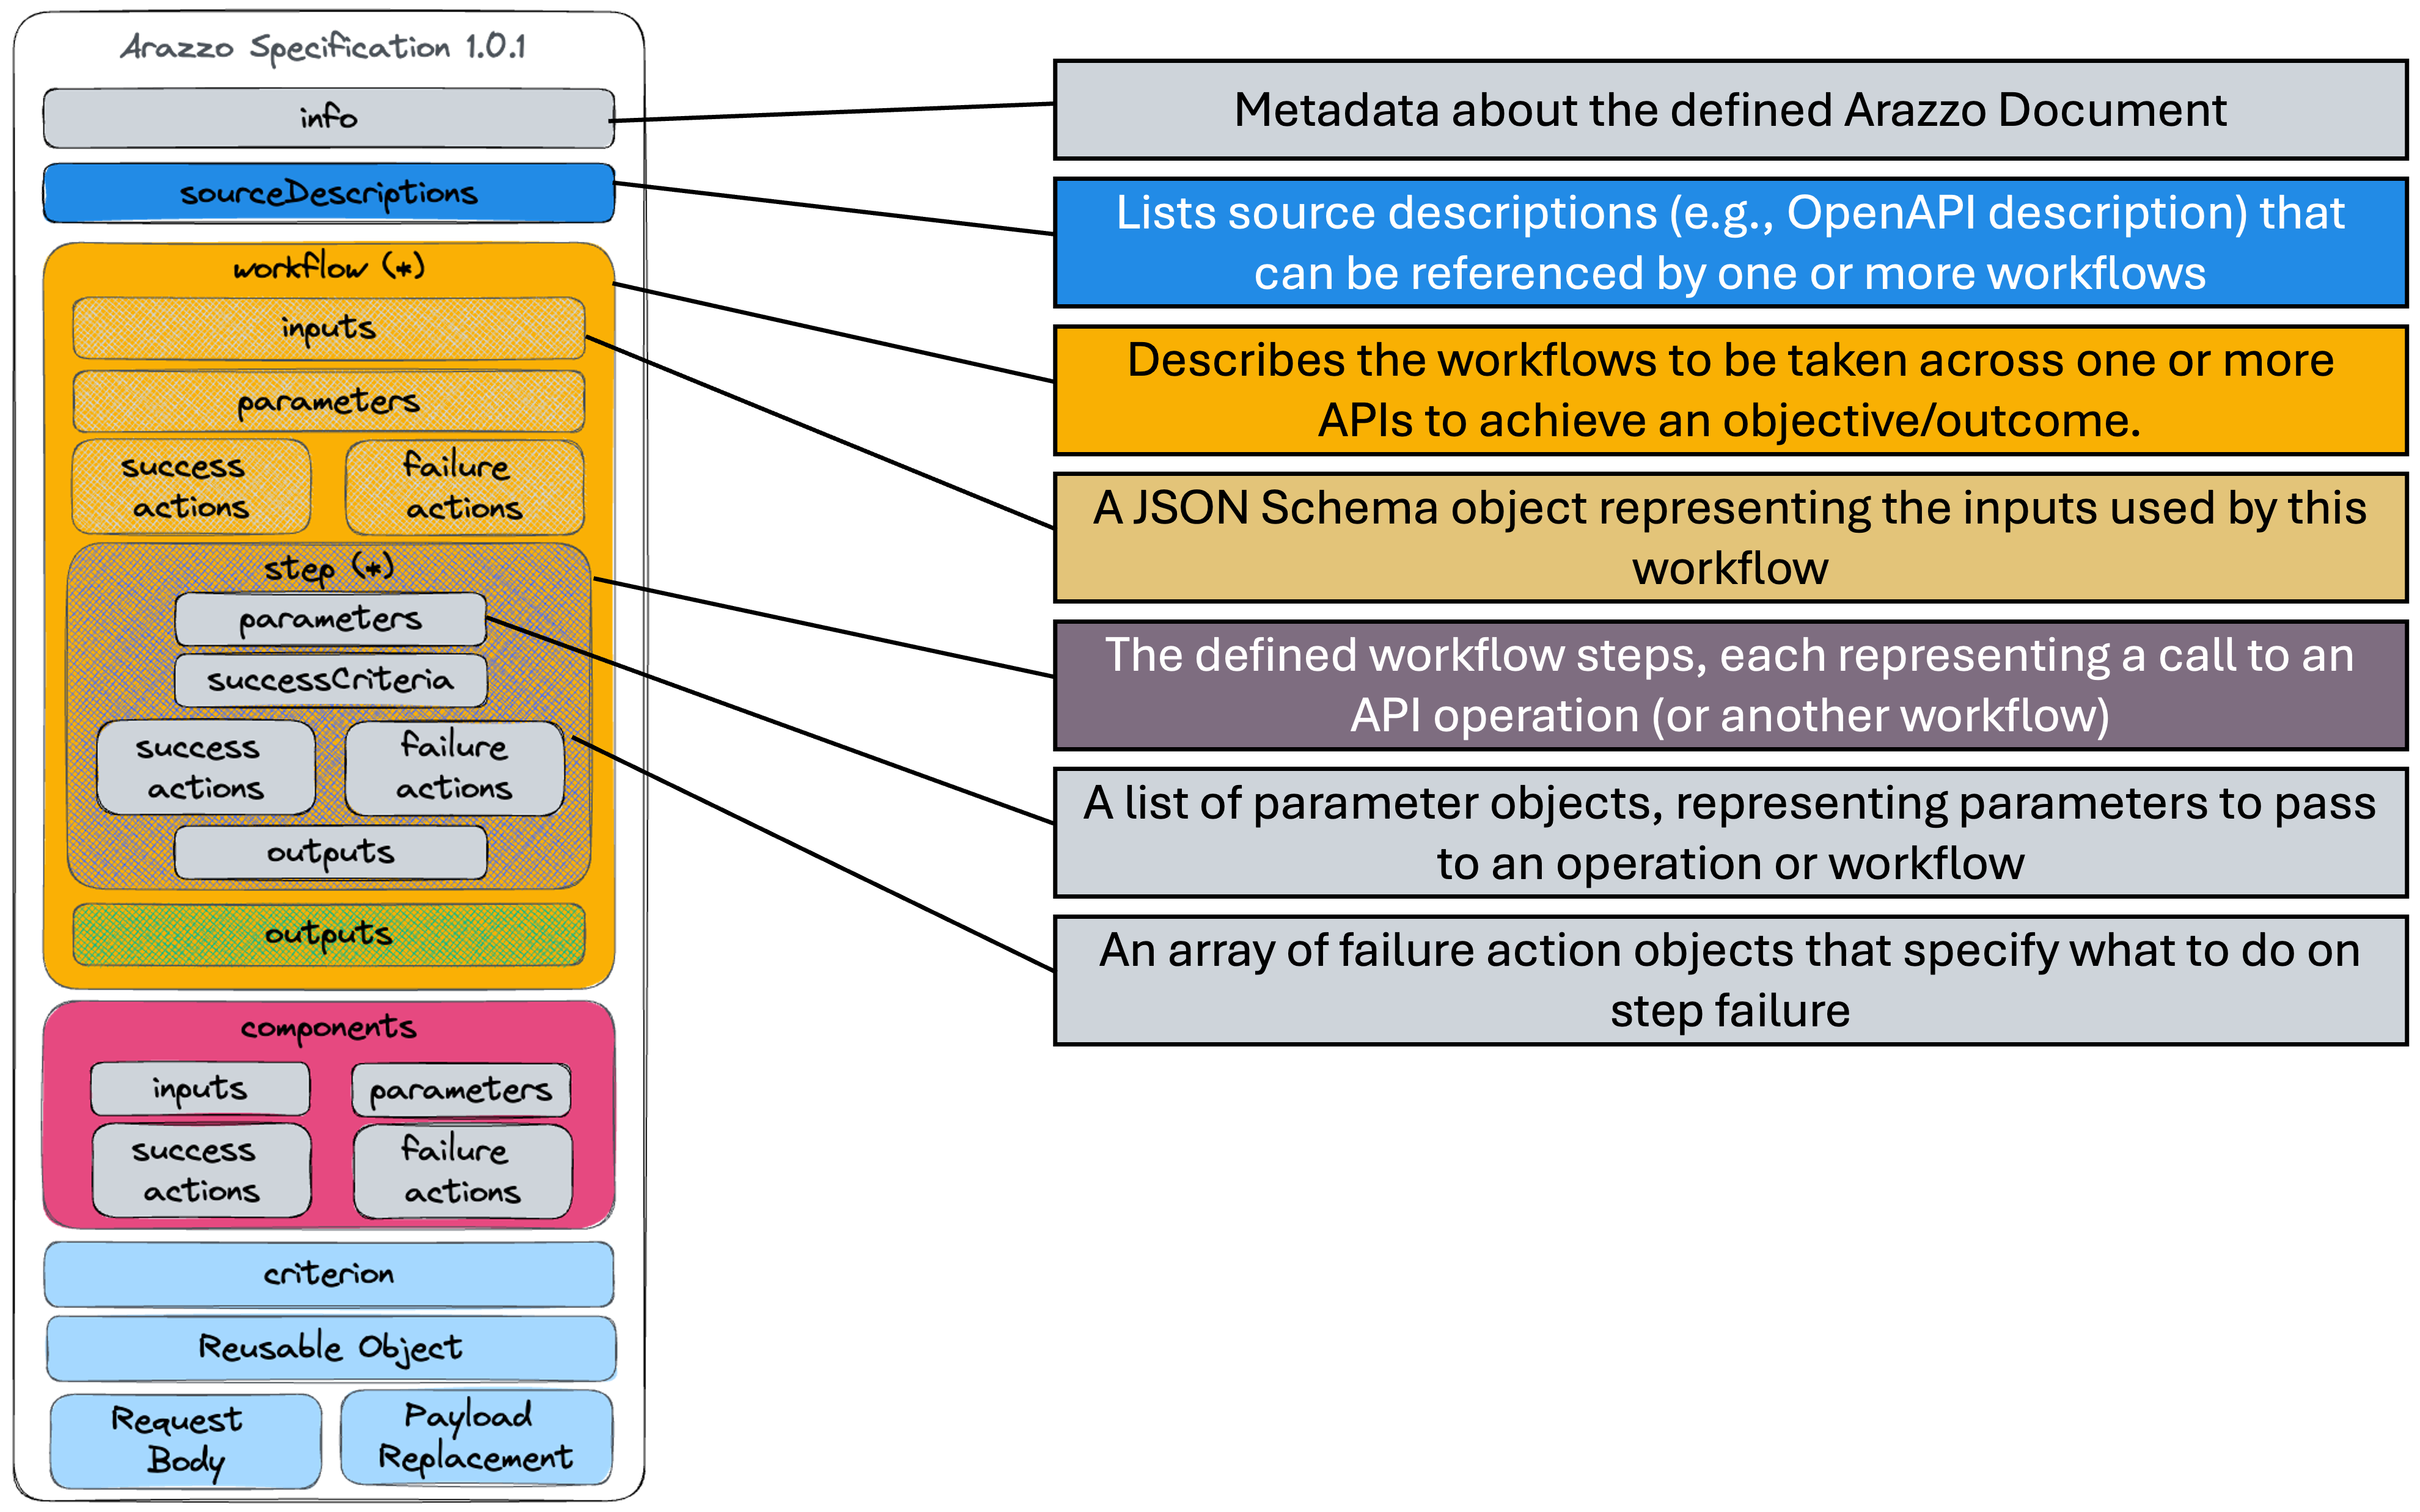 Arazzo Specification 1.0.1
info
sourceDescriptions
workflow (*)
inputs
parameters
success
actions
failure
actions
step (*)
parameters
successCriteria
success
actions
failure
actions
outputs
outputs
components
inputs
parameters
success
actions
failure
actions
criterion
Reusable Object
Request
Body
Payload
Replacement
Metadata about the defined Arazzo Document
Lists source descriptions (e.g., OpenAPI description) that
can be referenced by one or more workflows
Describes the workflows to be taken across one or more
APIs to achieve an objective/outcome.
A JSON Schema object representing the inputs used by this
workflow
The defined workflow steps, each representing a call to an
API operation (or another workflow)
A list of parameter objects, representing parameters to pass
to an operation or workflow
An array of failure action objects that specify what to do on
step failure